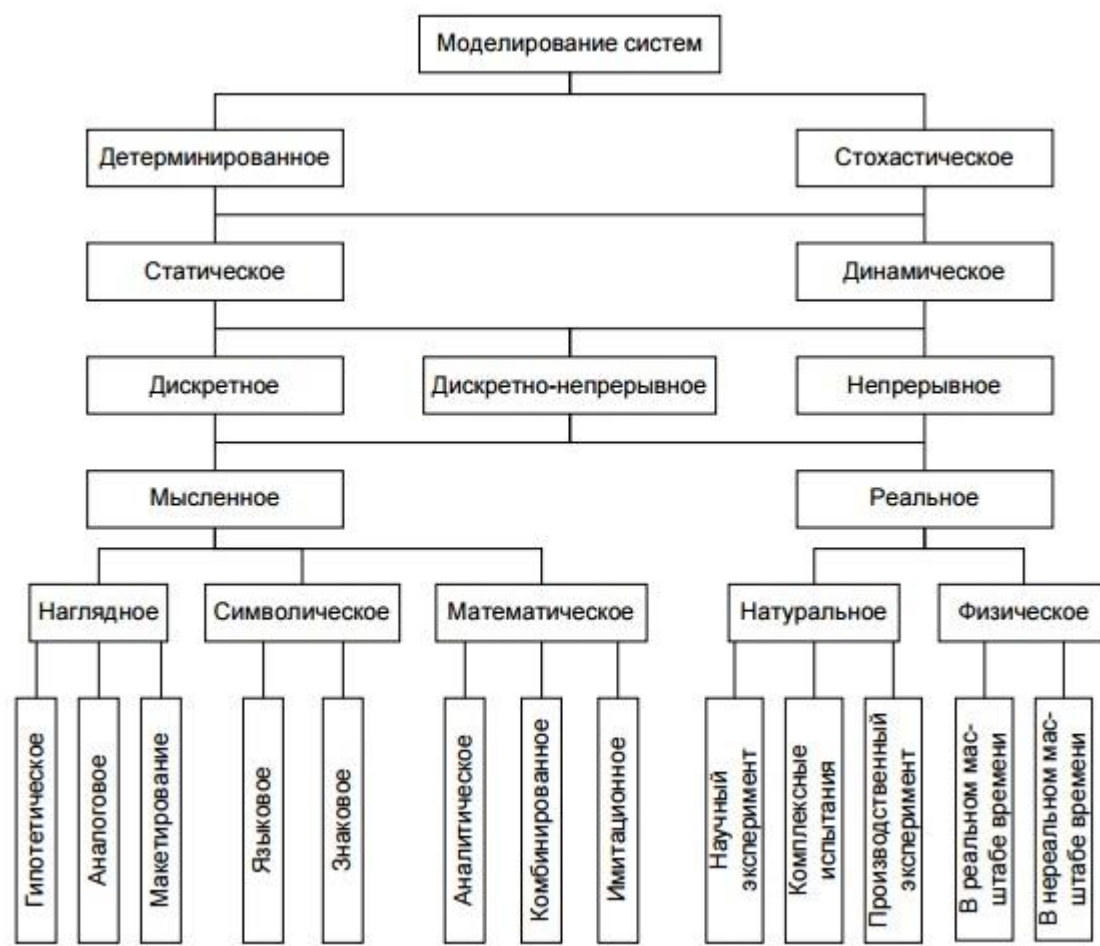 Моделирование систем
Детерминированное
Стохастическое
Статическое
Динамическое
Дискретное
Дискретно-непрерывное
Непрерывное
Мысленное
Реальное
Наглядное
Символическое
Математическое
Натуральное
Физическое
Гипотетическое
Аналоговое
Макетирование
Языковое
Знаковое
Аналитическое
Комбинированное
Имитационное
Научный
эксперимент
Комплексные
испытания
Производственный
эксперимент
В реальном мас-
штабе времени
В нереальном мас-
штабе времени